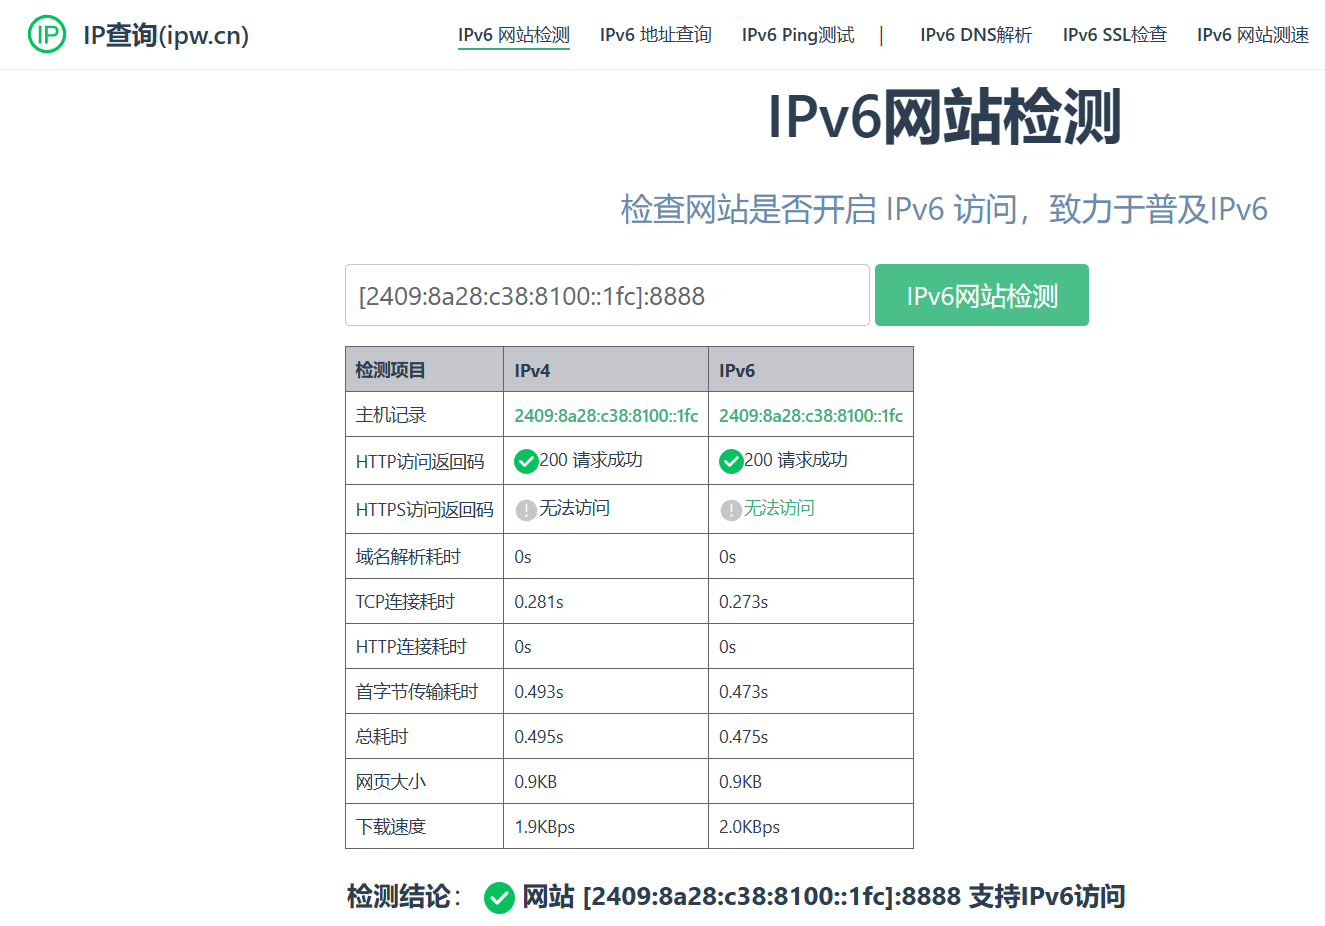 IP IP查询(ipw.cn) IPv6 网站检测 IPv6 地址查询 IPv6 Ping测试 | IPv6 DNS解析 IPv6 SSL检查 IPv6 网站测速
IPv6网站检测
检查网站是否开启 IPv6 访问，致力于普及IPv6
[2409:8a28:c38:8100::1fc]:8888 IPv6网站检测
检测项目 IPv4 IPv6
主机记录 2409:8a28:c38:8100::1fc 2409:8a28:c38:8100::1fc
HTTP访问返回码 200 请求成功 200 请求成功
HTTPS访问返回码 无法访问 无法访问
域名解析耗时 0s 0s
TCP连接耗时 0.281s 0.273s
HTTP连接耗时 0s 0s
首字节传输耗时 0.493s 0.473s
总耗时 0.495s 0.475s
网页大小 0.9KB 0.9KB
下载速度 1.9KBps 2.0KBps
检测结论： 网站 [2409:8a28:c38:8100::1fc]:8888 支持IPv6访问